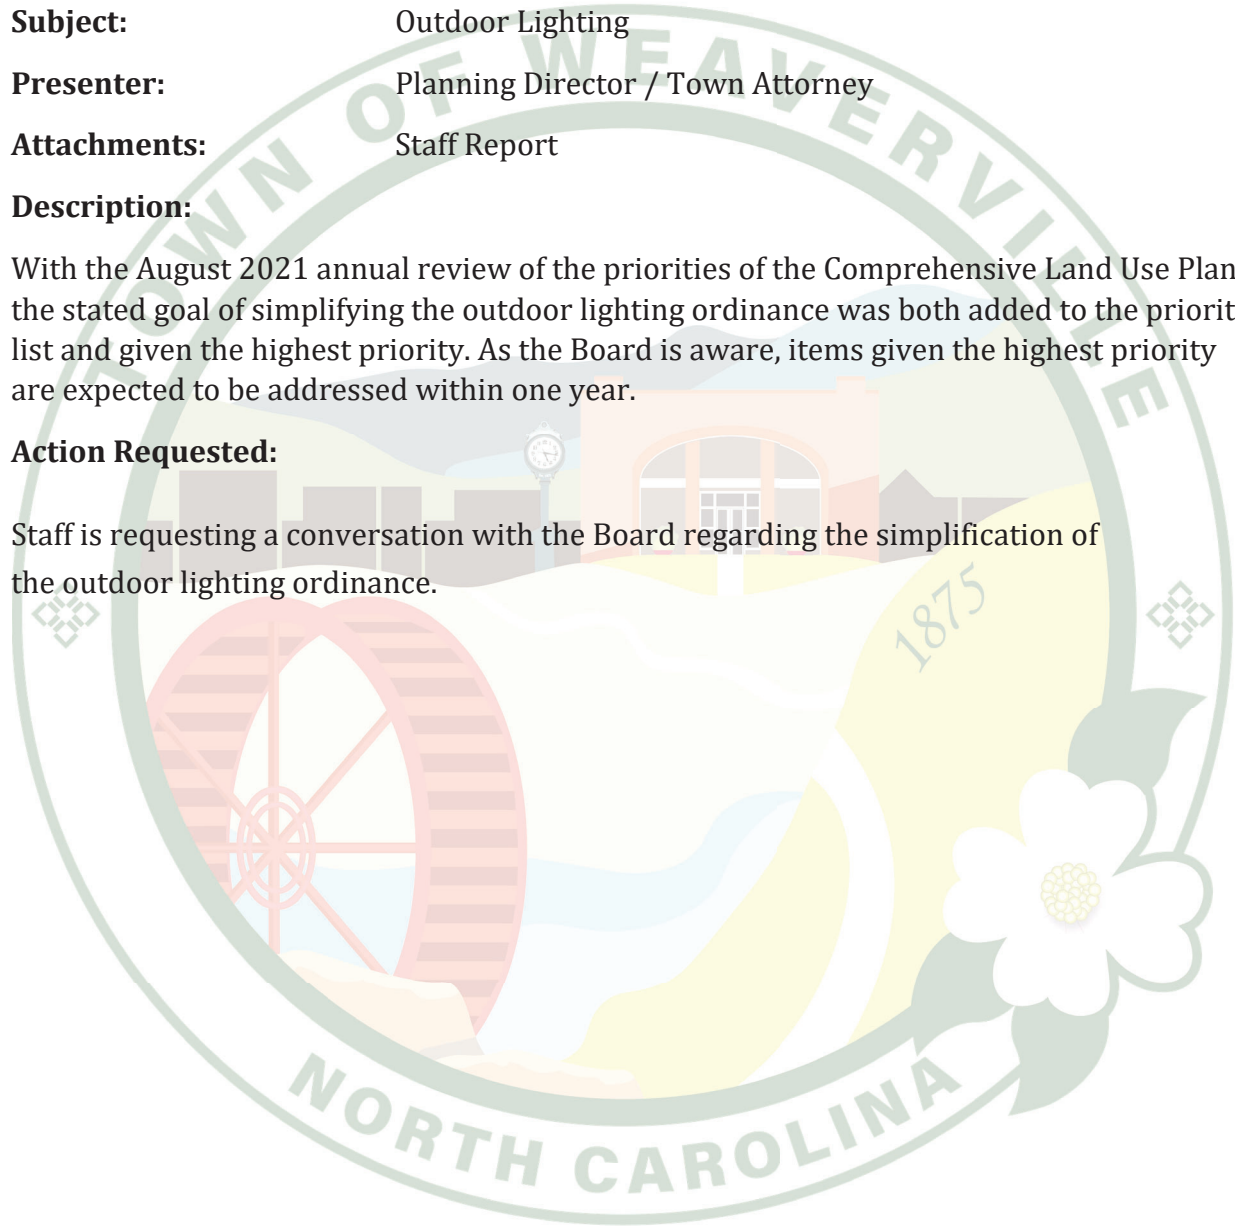 Subject: Outdoor Lighting
Presenter: Planning Director / Town Attorney
Attachments: Staff Report
Description:
With the August 2021 annual review of the priorities of the Comprehensive Land Use Plan
the stated goal of simplifying the outdoor lighting ordinance was both added to the priorit
list and given the highest priority. As the Board is aware, items given the highest priority
are expected to be addressed within one year.
Action Requested:
Staff is requesting a conversation with the Board regarding the simplification of
the outdoor lighting ordinance.
TOWN OF WEAVERVILLE
1875
NORTH CAROLINA